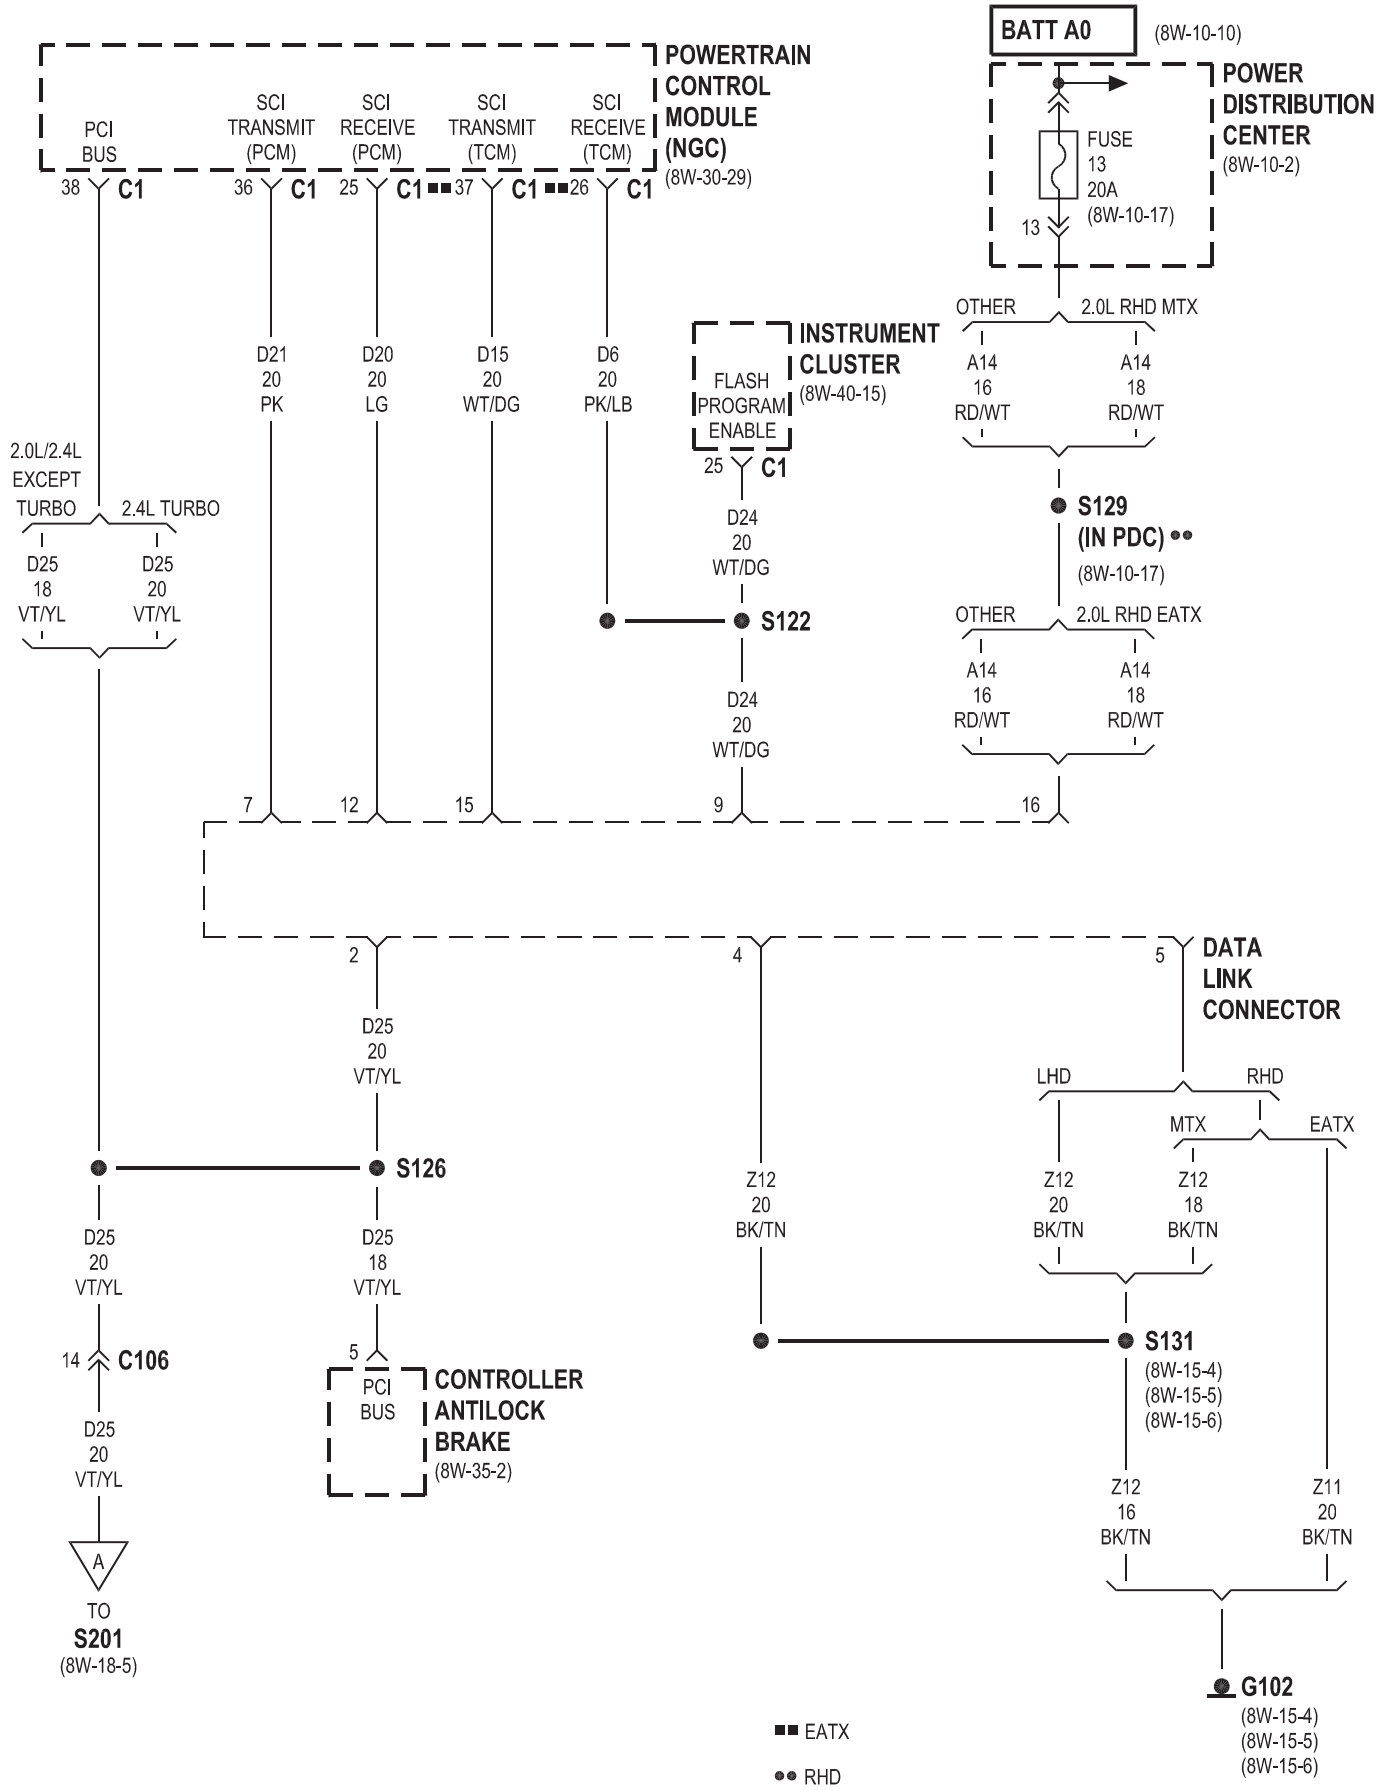 BATT A0
(8W-10-10)
POWERTRAIN
CONTROL
MODULE
(NGC)
(8W-30-29)
PCI
BUS
SCI
TRANSMIT
(PCM)
SCI
RECEIVE
(PCM)
SCI
TRANSMIT
(TCM)
SCI
RECEIVE
(TCM)
38
C1
36
C1
25
C1
37
C1
26
C1
POWER
DISTRIBUTION
CENTER
(8W-10-2)
FUSE
13
20A
(8W-10-17)
13
OTHER
2.0L RHD MTX
A14
16
RD/WT
A14
18
RD/WT
D21
20
PK
D20
20
LG
D15
20
WT/DG
D6
20
PK/LB
INSTRUMENT
CLUSTER
(8W-40-15)
FLASH
PROGRAM
ENABLE
25
C1
2.0L/2.4L
EXCEPT
TURBO
2.4L TURBO
D25
18
VT/YL
D25
20
VT/YL
D24
20
WT/DG
S129
(IN PDC)
(8W-10-17)
S122
OTHER
2.0L RHD EATX
A14
16
RD/WT
A14
18
RD/WT
D24
20
WT/DG
7
12
15
9
16
2
4
5
DATA
LINK
CONNECTOR
D25
20
VT/YL
LHD
RHD
MTX
EATX
S126
Z12
20
BK/TN
Z12
20
BK/TN
Z12
18
BK/TN
D25
20
VT/YL
D25
18
VT/YL
14
C106
5
PCI
BUS
CONTROLLER
ANTILOCK
BRAKE
(8W-35-2)
S131
(8W-15-4)
(8W-15-5)
(8W-15-6)
D25
20
VT/YL
Z12
16
BK/TN
Z11
20
BK/TN
A
TO
S201
(8W-18-5)
G102
(8W-15-4)
(8W-15-5)
(8W-15-6)
EATX
RHD